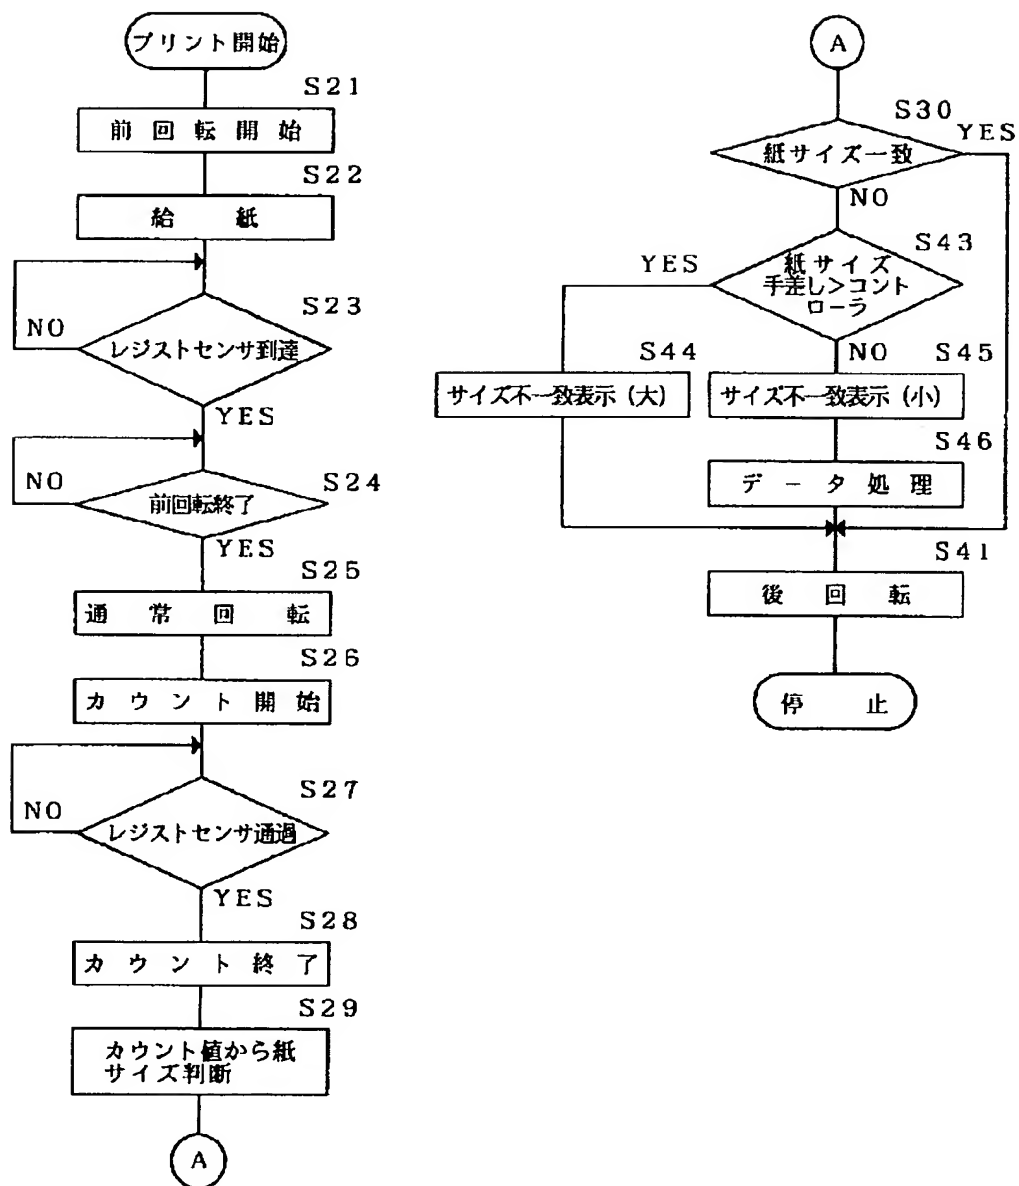 プリント開始
S21
前回転開始
S22
給紙
S23
NO
レジストセンサ到達
YES
NO
S24
前回転終了
YES
S25
通常回転
S26
カウント開始
S27
NO
レジストセンサ通過
YES
S28
カウント終了
S29
カウント値から紙
サイズ判断
A
A
S30
YES
紙サイズ一致
NO
S43
YES
紙サイズ
手差し>コント
ローラ
NO
S44
S45
サイズ不一致表示(大)
サイズ不一致表示(小)
S46
データ処理
S41
後回転
停止